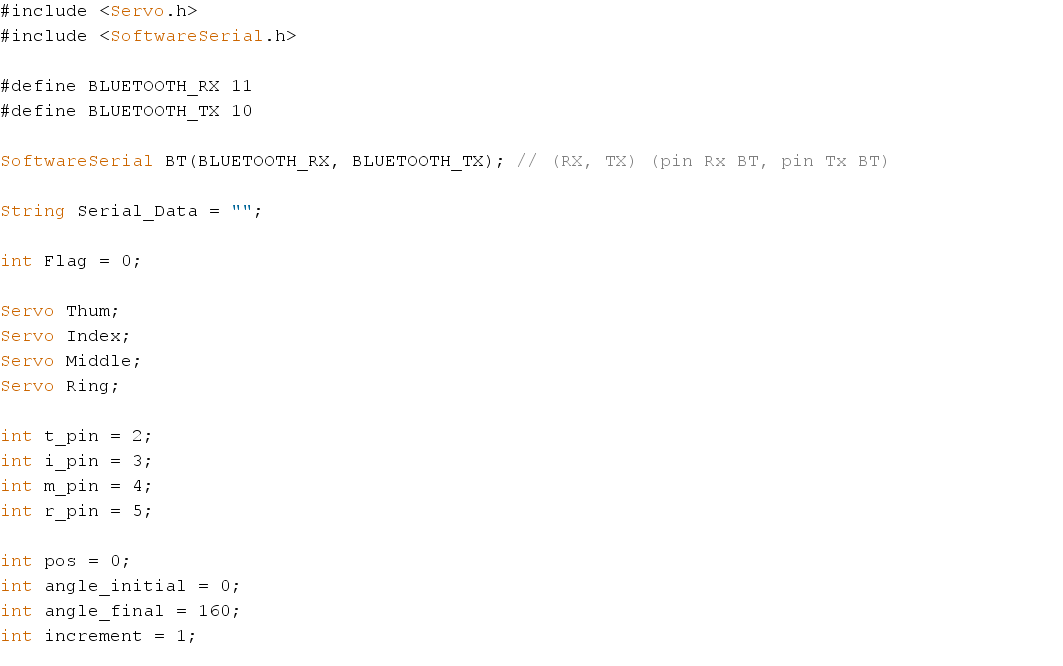 #include <Servo.h>
#include <SoftwareSerial.h>
#define BLUETOOTH_RX 11
#define BLUETOOTH_TX 10
SoftwareSerial BT(BLUETOOTH_RX, BLUETOOTH_TX); // (RX, TX) (pin Rx BT, pin Tx BT)
String Serial_Data = "";
int Flag = 0;
Servo Thum;
Servo Index;
Servo Middle;
Servo Ring;
int t_pin = 2;
int i_pin = 3;
int m_pin = 4;
int r_pin = 5;
int pos = 0;
int angle_initial = 0;
int angle_final = 160;
int increment = 1;